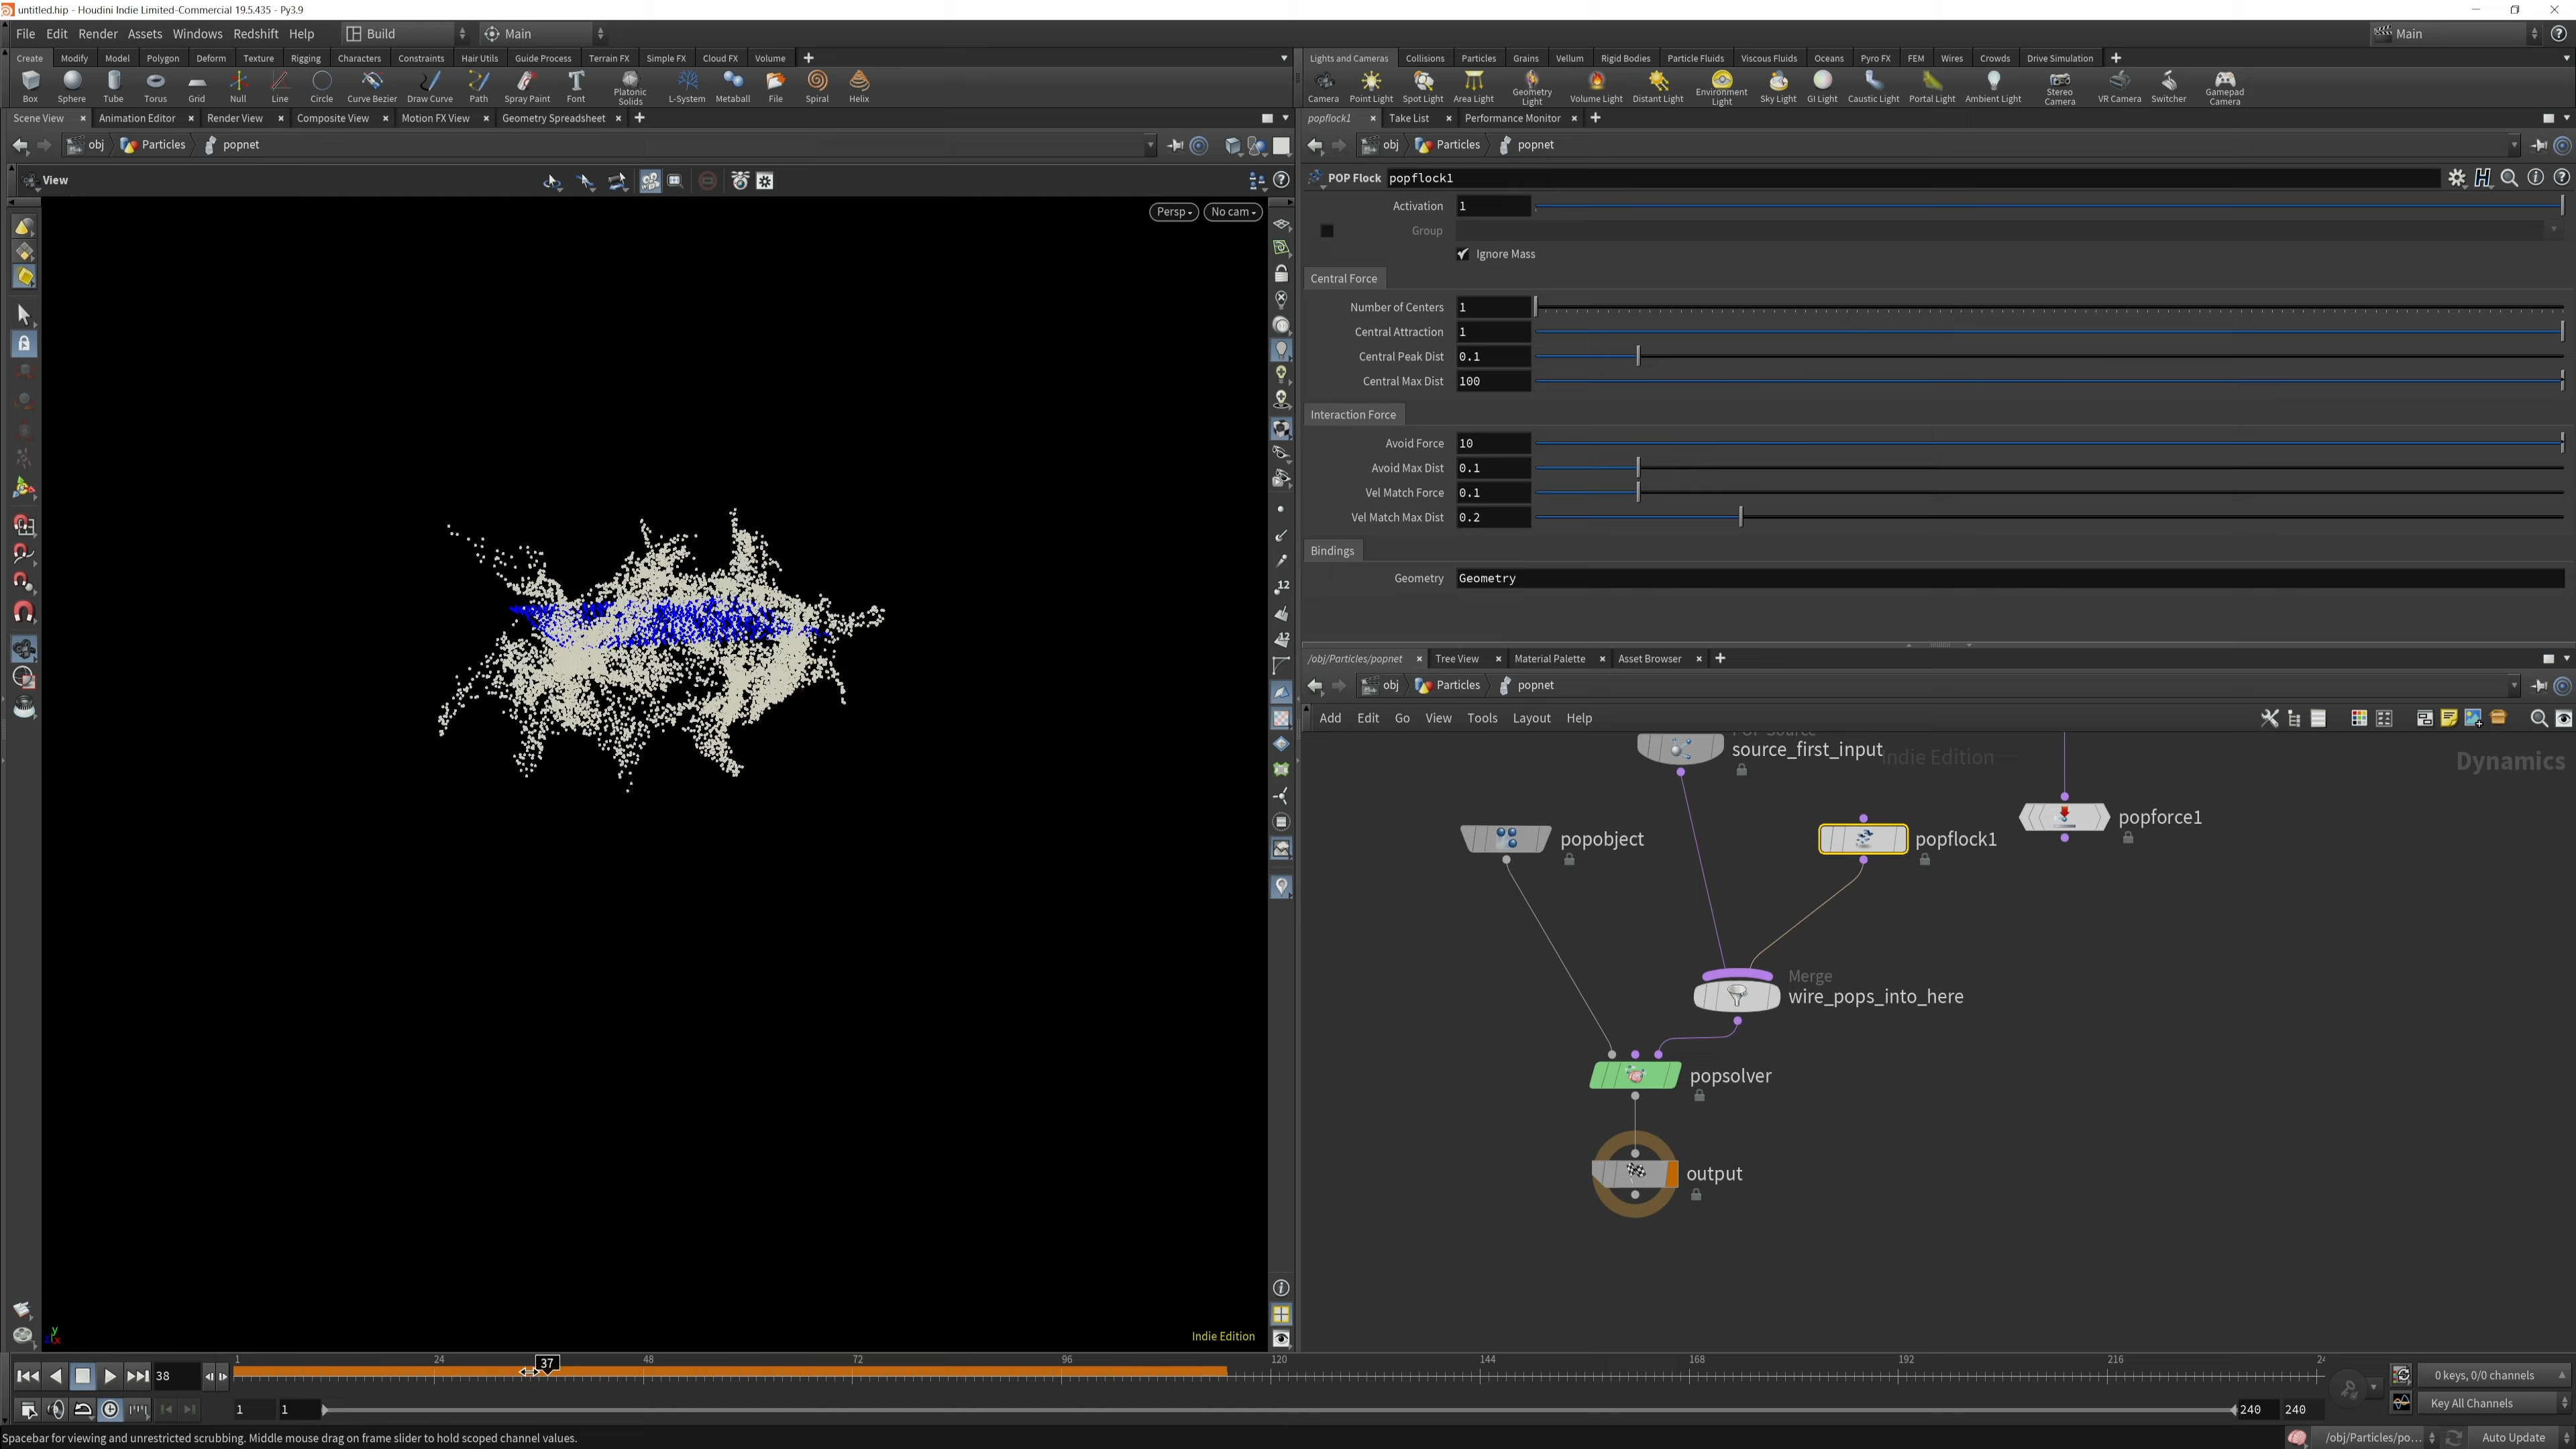 untitled.hip - Houdini Indie Limited-Commercial 19.5.435 - Py3.9
File Edit Render Assets Windows Redshift Help Build Main Main
Create Modify Model Polygon Deform Texture Rigging Characters Constraints Hair Utils Guide Process Terrain FX Simple FX Cloud FX Volume
Lights and Cameras Collisions Particles Grains Vellum Rigid Bodies Particle Fluids Viscous Fluids Oceans Pyro FX FEM Wires Crowds Drive Simulation
Box Sphere Tube Torus Grid Null Line Circle Curve Bezier Draw Curve Path Spray Paint Font Platonic Solids L-System Metaball File Spiral Helix
Camera Point Light Spot Light Area Light Geometry Light Volume Light Distant Light Environment Light Sky Light GI Light Caustic Light Portal Light Ambient Light Stereo Camera VR Camera Switcher Gamepad Camera
Scene View Animation Editor Render View Composite View Motion FX View Geometry Spreadsheet
popflock1 Take List Performance Monitor
obj Particles popnet
obj Particles popnet
View
Persp No cam
POP Flock popflock1
Activation 1
Group
Ignore Mass
Central Force
Number of Centers 1
Central Attraction 1
Central Peak Dist 0.1
Central Max Dist 100
Interaction Force
Avoid Force 10
Avoid Max Dist 0.1
Vel Match Force 0.1
Vel Match Max Dist 0.2
Bindings
Geometry Geometry
12
12
/obj/Particles/popnet Tree View Material Palette Asset Browser
obj Particles popnet
Add Edit Go View Tools Layout Help
source_first_input
Indie Edition
Dynamics
popobject
popflock1
popforce1
Merge
wire_pops_into_here
popsolver
output
y
x
Indie Edition
1 24 48 72 96 120 144 168 192 216 24
37
38
0 keys, 0/0 channels
1 1 240 240
Key All Channels
Spacebar for viewing and unrestricted scrubbing. Middle mouse drag on frame slider to hold scoped channel values.
/obj/Particles/po... Auto Update